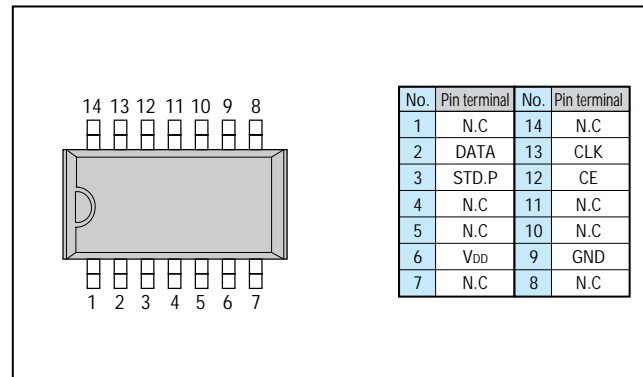 14 13 12 11 10 9 8
1 2 3 4 5 6 7
No. Pin terminal No. Pin terminal
1 N.C 14 N.C
2 DATA 13 CLK
3 STD.P 12 CE
4 N.C 11 N.C
5 N.C 10 N.C
6 VDD 9 GND
7 N.C 8 N.C